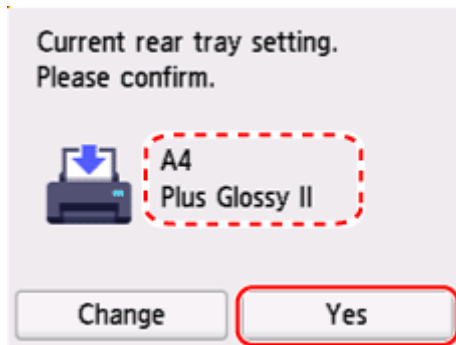 Current rear tray setting.
Please confirm.
A4
Plus Glossy II
Change
Yes